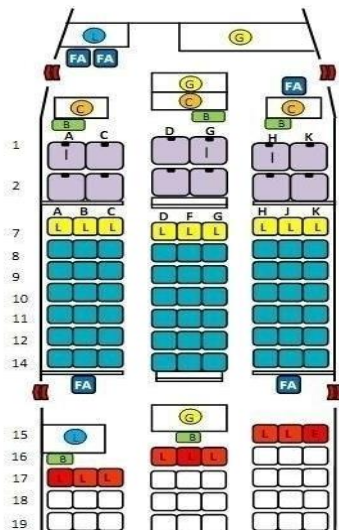 L G
FA FA
G FA
C C C
B B B
A C D G H K
1 I I I
2
A B C D F G H J K
7 L L L L L L L L L
8
9
10
11
12
14
FA FA
G
15 L L L E
B
16 B L L L
17 L L L
18
19